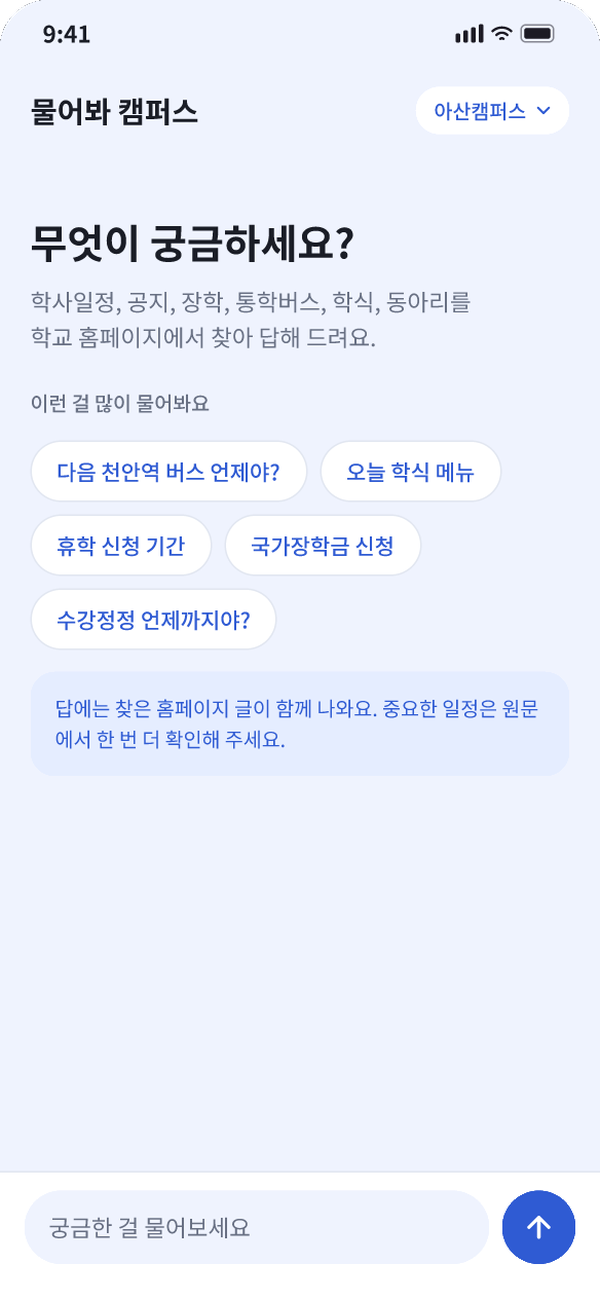 9:41
물어봐 캠퍼스
아산캠퍼스
무엇이 궁금하세요?
학사일정, 공지, 장학, 통학버스, 학식, 동아리를
학교 홈페이지에서 찾아 답해 드려요.
이런 걸 많이 물어봐요
다음 천안역 버스 언제야?
오늘 학식 메뉴
휴학 신청 기간
국가장학금 신청
수강정정 언제까지야?
답에는 찾은 홈페이지 글이 함께 나와요. 중요한 일정은 원문
에서 한 번 더 확인해 주세요.
궁금한 걸 물어보세요